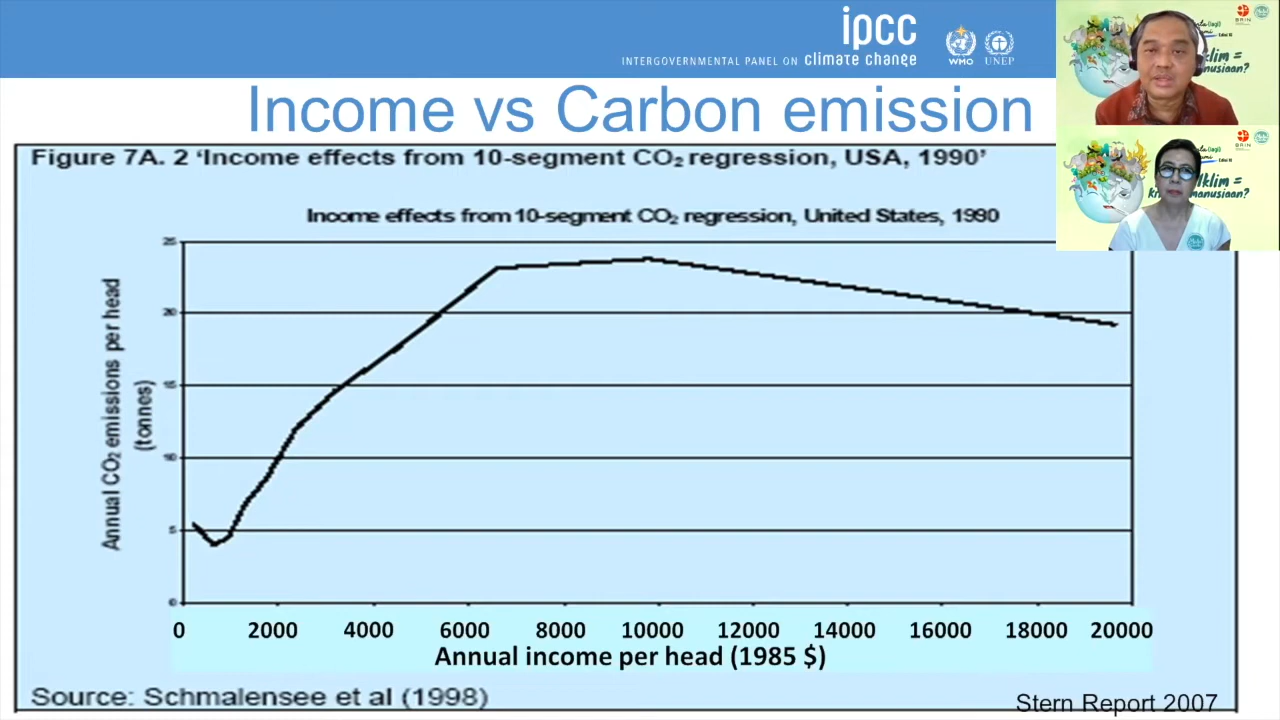 ipcc
INTERGOVERNMENTAL PANEL ON climate change
WMO
UNEP
Income vs Carbon emission
Figure 7A. 2 ‘Income effects from 10-segment CO₂ regression, USA, 1990’
Income effects from 10-segment CO₂ regression, United States, 1990
Annual CO₂ emissions per head
(tonnes)
25
20
15
10
5
0
0 2000 4000 6000 8000 10000 12000 14000 16000 18000 20000
Annual income per head (1985 $)
Source: Schmalensee et al (1998)
Stern Report 2007
BRIN
BRIN